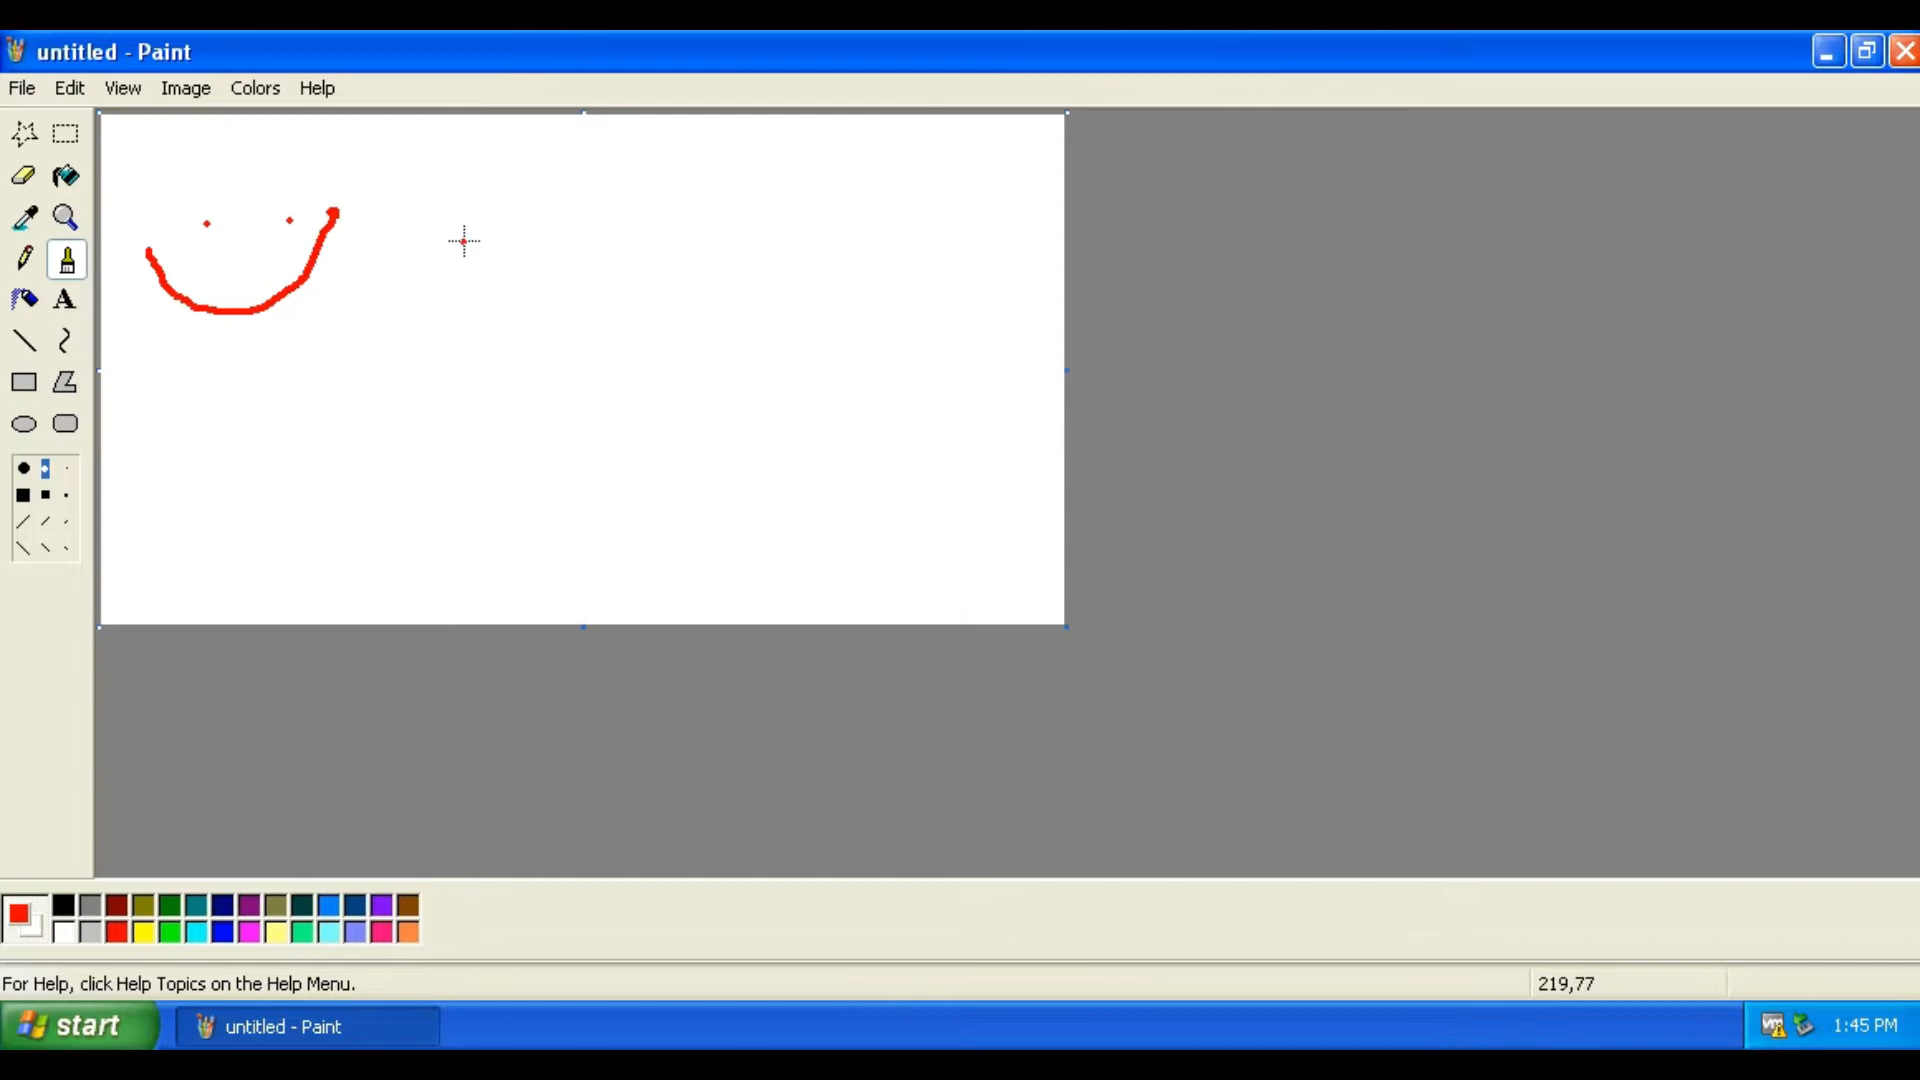 untitled - Paint
File Edit View Image Colors Help
A
For Help, click Help Topics on the Help Menu.
219,77
start
untitled - Paint
1:45 PM